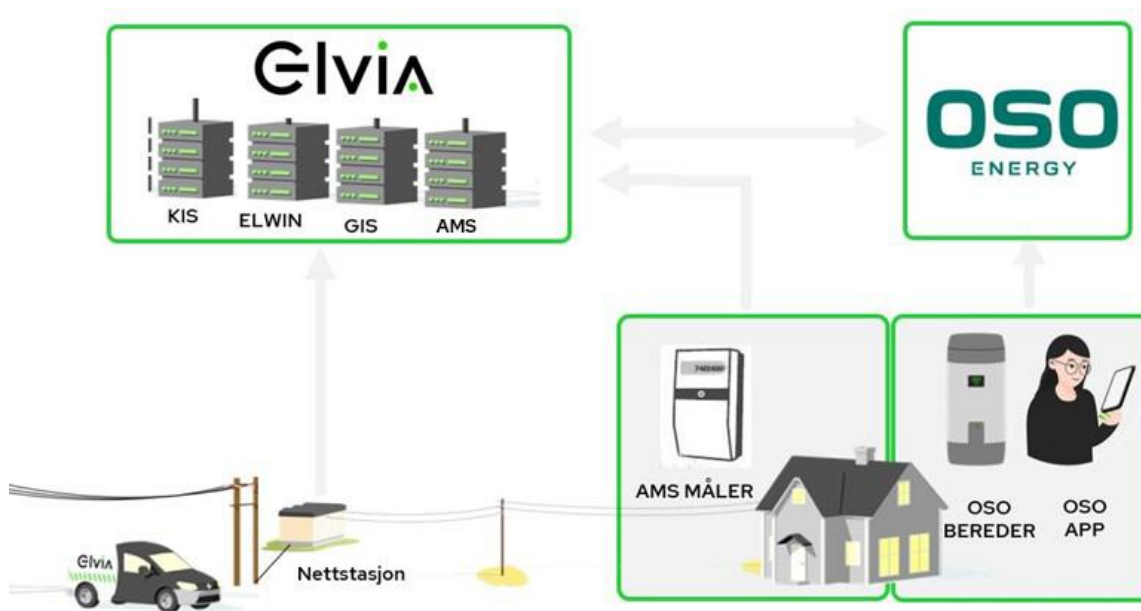 Elvia
OSO
ENERGY
KIS
ELWIN
GIS
AMS
AMS MÅLER
OSO
BEREDER
OSO
APP
Elvia
Nettstasjon